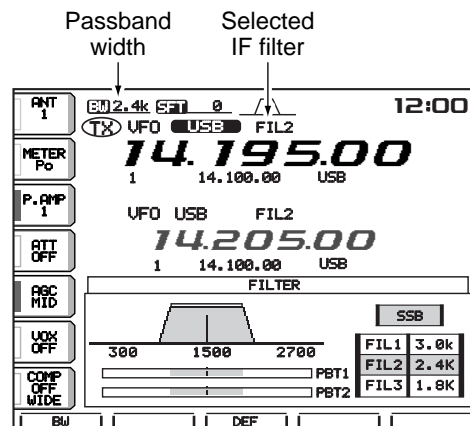 Passband width
Selected IF filter
ANT 1
BW 2.4k SFT 0
12:00
TX VFO USB FIL2
METER Po
14.195.00
1 14.100.00 USB
P.AMP 1
VFO USB FIL2
14.205.00
ATT OFF
1 14.100.00 USB
FILTER
AGC MID
SSB
VOX OFF
300 1500 2700
FIL1 3.0k
PBT1
FIL2 2.4K
COMP OFF WIDE
PBT2
FIL3 1.8K
BW DEF